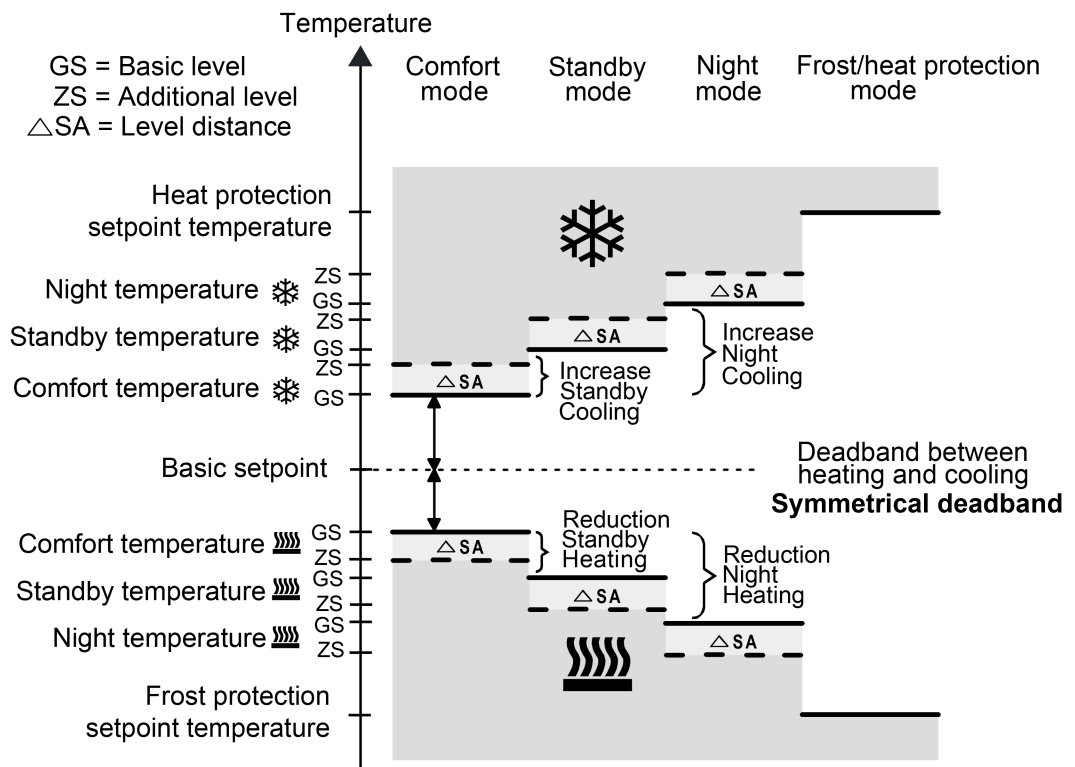 Temperature
GS = Basic level
ZS = Additional level
△SA = Level distance
Comfort
mode
Standby
mode
Night
mode
Frost/heat protection
mode
Heat protection
setpoint temperature
Night temperature
ZS
GS
Standby temperature
ZS
GS
Comfort temperature
ZS
GS
△SA
△SA
△SA
Increase
Standby
Cooling
Increase
Night
Cooling
Basic setpoint
Deadband between
heating and cooling
Symmetrical deadband
Comfort temperature
GS
ZS
Standby temperature
GS
ZS
Night temperature
GS
ZS
△SA
△SA
△SA
Reduction
Standby
Heating
Reduction
Night
Heating
Frost protection
setpoint temperature